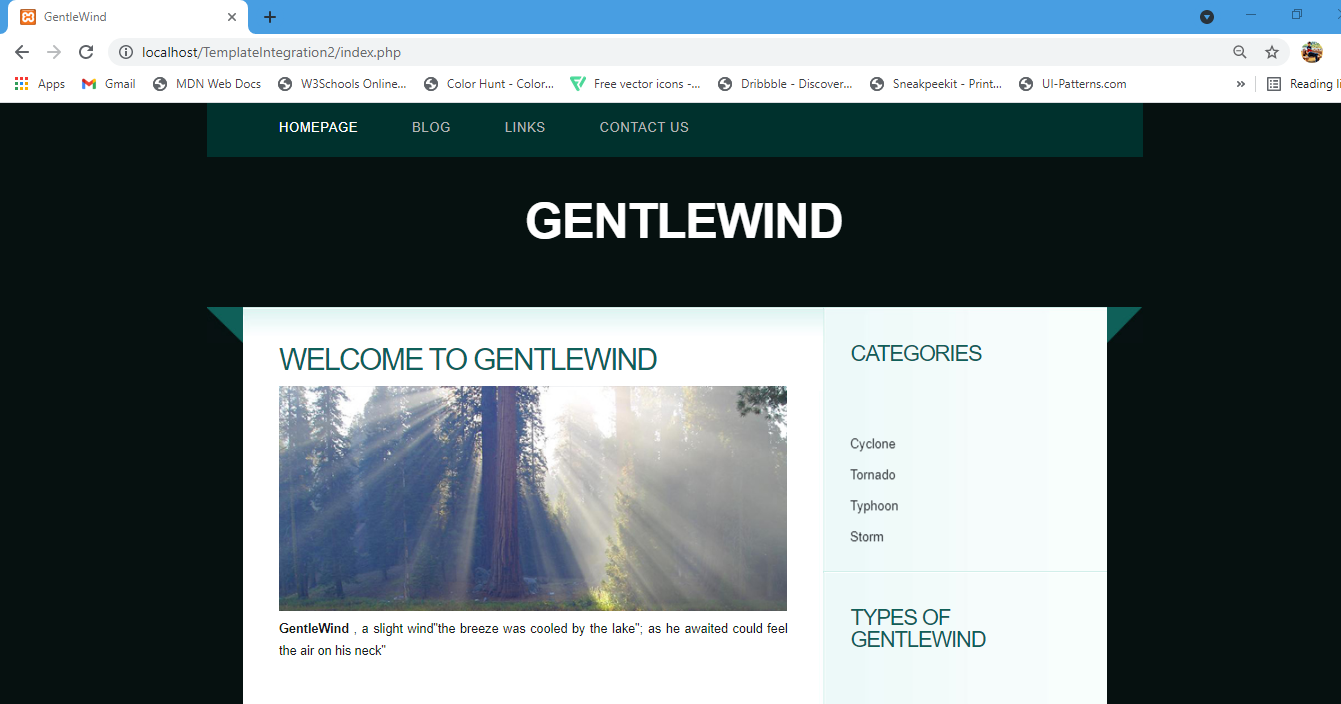 GentleWind
localhost/TemplateIntegration2/index.php
Apps Gmail MDN Web Docs W3Schools Online... Color Hunt - Color... Free vector icons -... Dribbble - Discover... Sneakpeekit - Print... UI-Patterns.com » Reading li
HOMEPAGE BLOG LINKS CONTACT US
GENTLEWIND
WELCOME TO GENTLEWIND
GentleWind , a slight wind"the breeze was cooled by the lake"; as he awaited could feel
the air on his neck"
CATEGORIES
Cyclone
Tornado
Typhoon
Storm
TYPES OF
GENTLEWIND